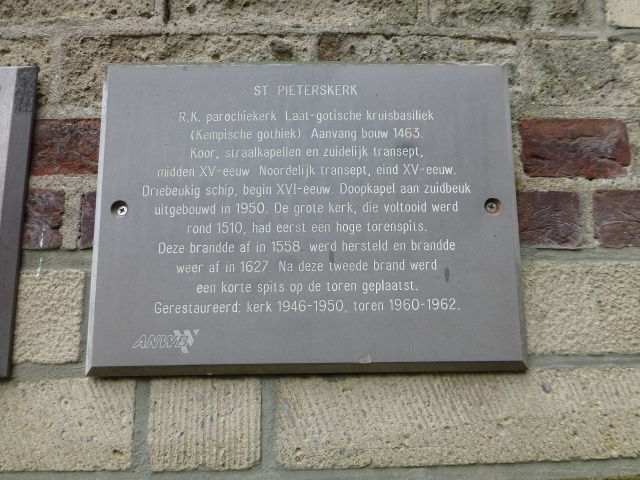 ST. PIETERSKERK
R.K. parochiekerk Laat-gotische kruisbasiliek
(Kempische gothiek). Aanvang bouw 1463.
Koor, straalkapellen en zuidelijk transept,
midden XV-eeuw. Noordelijk transept, eind XV-eeuw.
Driebeukig schip, begin XVI-eeuw. Doopkapel aan zuidbeuk
uitgebouwd in 1950. De grote kerk, die voltooid werd
rond 1510, had eerst een hoge torenspits.
Deze brandde af in 1558 werd hersteld en brandde
weer af in 1627. Na deze tweede brand werd
een korte spits op de toren geplaatst.
Gerestaureerd: kerk 1946-1950, toren 1960-1962.
ANWB